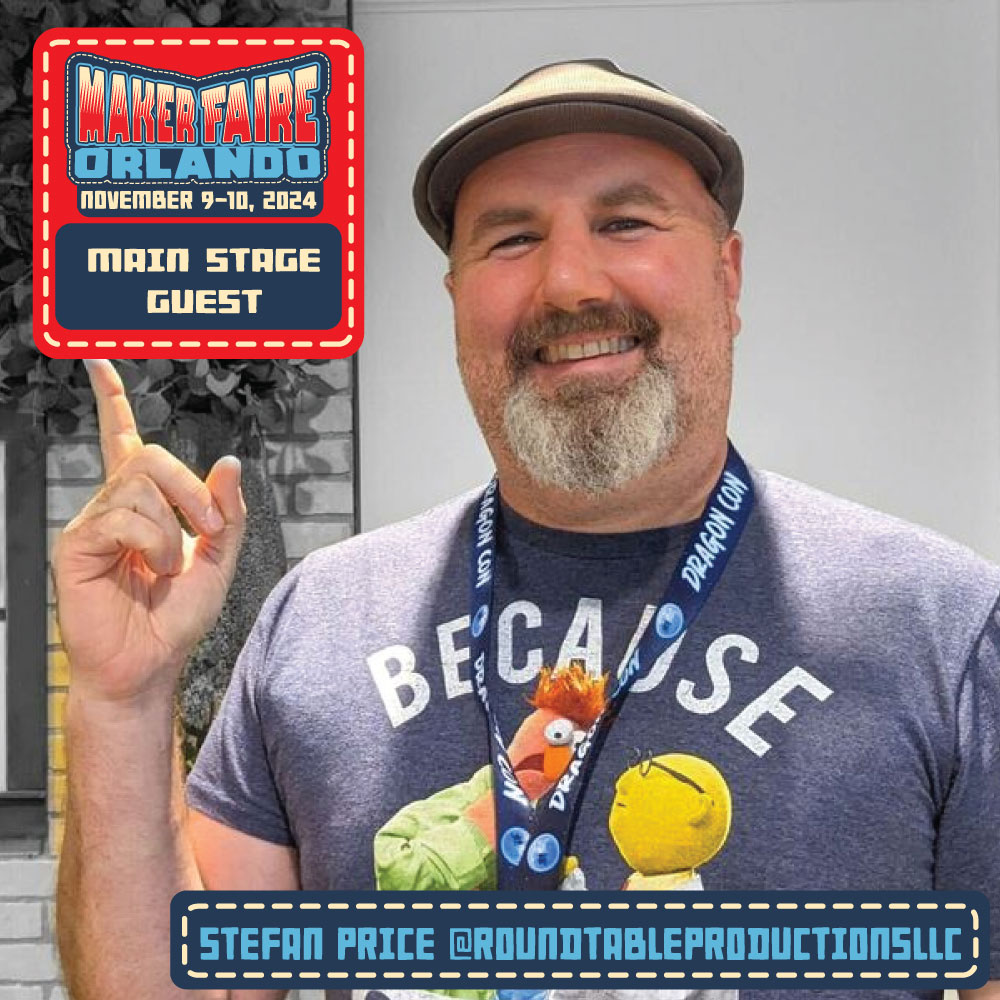 MAKER FAIRE
ORLANDO
NOVEMBER 9-10, 2024
MAIN STAGE
GUEST
DRAGON CON
DRAGON CON
BECAUSE
STEFAN PRICE @ROUNDTABLEPRODUCTIONSLLC